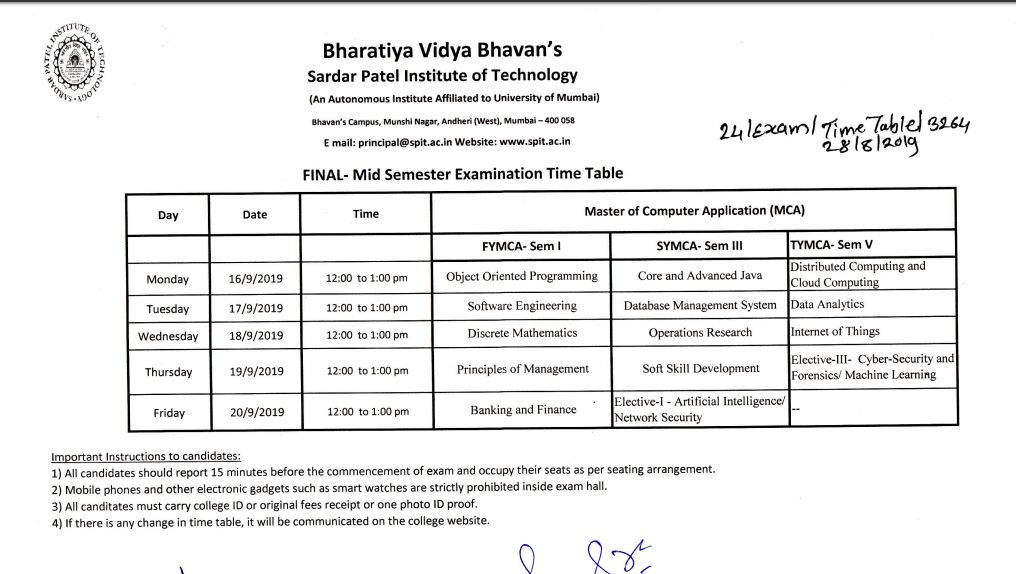 SARDAR PATEL INSTITUTE OF TECHNOLOGY
Bharatiya Vidya Bhavan's
Sardar Patel Institute of Technology
(An Autonomous Institute Affiliated to University of Mumbai)
Bhavan's Campus, Munshi Nagar, Andheri (West), Mumbai – 400 058
E mail: principal@spit.ac.in Website: www.spit.ac.in
24/Exam/Time Table/3264
28/8/2019
FINAL- Mid Semester Examination Time Table
Day Date Time Master of Computer Application (MCA)
FYMCA- Sem I SYMCA- Sem III TYMCA- Sem V
Monday 16/9/2019 12:00 to 1:00 pm Object Oriented Programming Core and Advanced Java Distributed Computing and
Cloud Computing
Tuesday 17/9/2019 12:00 to 1:00 pm Software Engineering Database Management System Data Analytics
Wednesday 18/9/2019 12:00 to 1:00 pm Discrete Mathematics Operations Research Internet of Things
Thursday 19/9/2019 12:00 to 1:00 pm Principles of Management Soft Skill Development Elective-III- Cyber-Security and
Forensics/ Machine Learning
Friday 20/9/2019 12:00 to 1:00 pm Banking and Finance Elective-I - Artificial Intelligence/
Network Security --
Important Instructions to candidates:
1) All candidates should report 15 minutes before the commencement of exam and occupy their seats as per seating arrangement.
2) Mobile phones and other electronic gadgets such as smart watches are strictly prohibited inside exam hall.
3) All canditates must carry college ID or original fees receipt or one photo ID proof.
4) If there is any change in time table, it will be communicated on the college website.